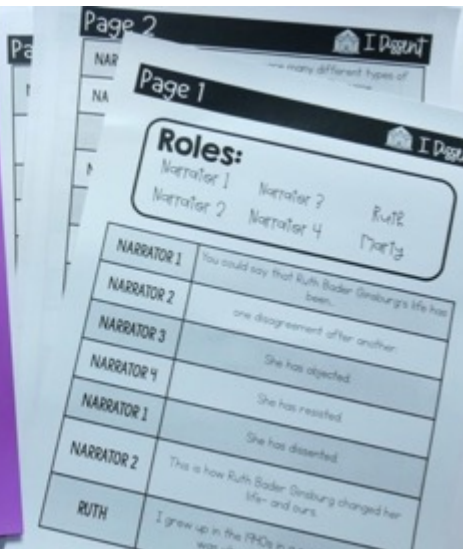 Page 2
I Dissent
NAR
many different types of
NA
Page 1
I Disse
Roles:
Narrator 1
Narrator 3
Ruth
Narrator 2
Narrator 4
Marty
NARRATOR 1
You could say that Ruth Bader Ginsburg's life has
been...
NARRATOR 2
one disagreement after another.
NARRATOR 3
She has objected.
NARRATOR 4
She has resisted.
NARRATOR 1
She has dissented.
NARRATOR 2
This is how Ruth Bader Ginsburg changed her
life- and ours.
RUTH
I grew up in the 1940s in